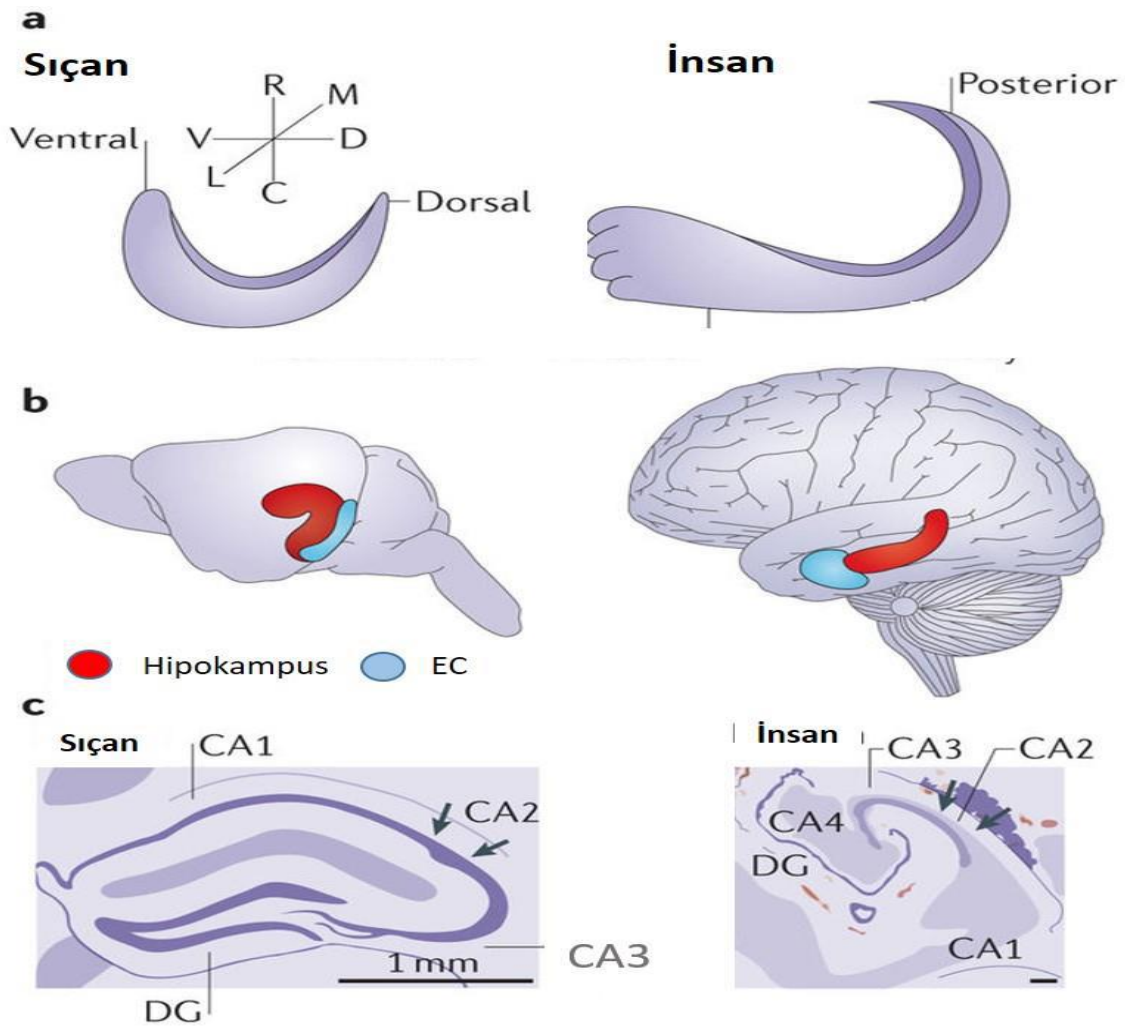 a
Sıçan
İnsan
R
M
Posterior
Ventral
V
D
L
C
Dorsal
b
Hipokampus
EC
c
Sıçan
CA1
İnsan
CA3
CA2
CA2
CA4
DG
CA3
1 mm
CA1
DG